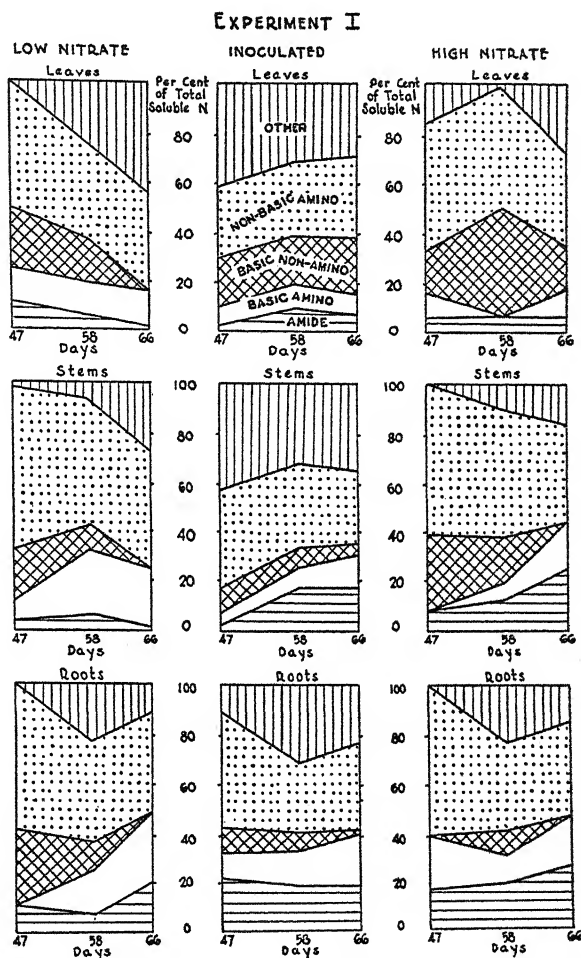 EXPERIMENT I
LOW NITRATE INOCULATED HIGH NITRATE
Leaves Per Cent of Total Soluble N Leaves Per Cent of Total Soluble N Leaves
80 80
60 60
40 40
20 20
0 0
OTHER
NON-BASIC AMINO
BASIC NON-AMINO
BASIC AMINO
AMIDE
47 58 66 47 58 66 47 58 66
Days Days Days
Stems Stems Stems
100 100
80 80
60 60
40 40
20 20
0 0
47 58 66 47 58 66 47 58 66
Days Days Days
Roots Roots Roots
100 100
80 80
60 60
40 40
20 20
0 0
47 58 66 47 58 66 47 58 66
Days Days Days